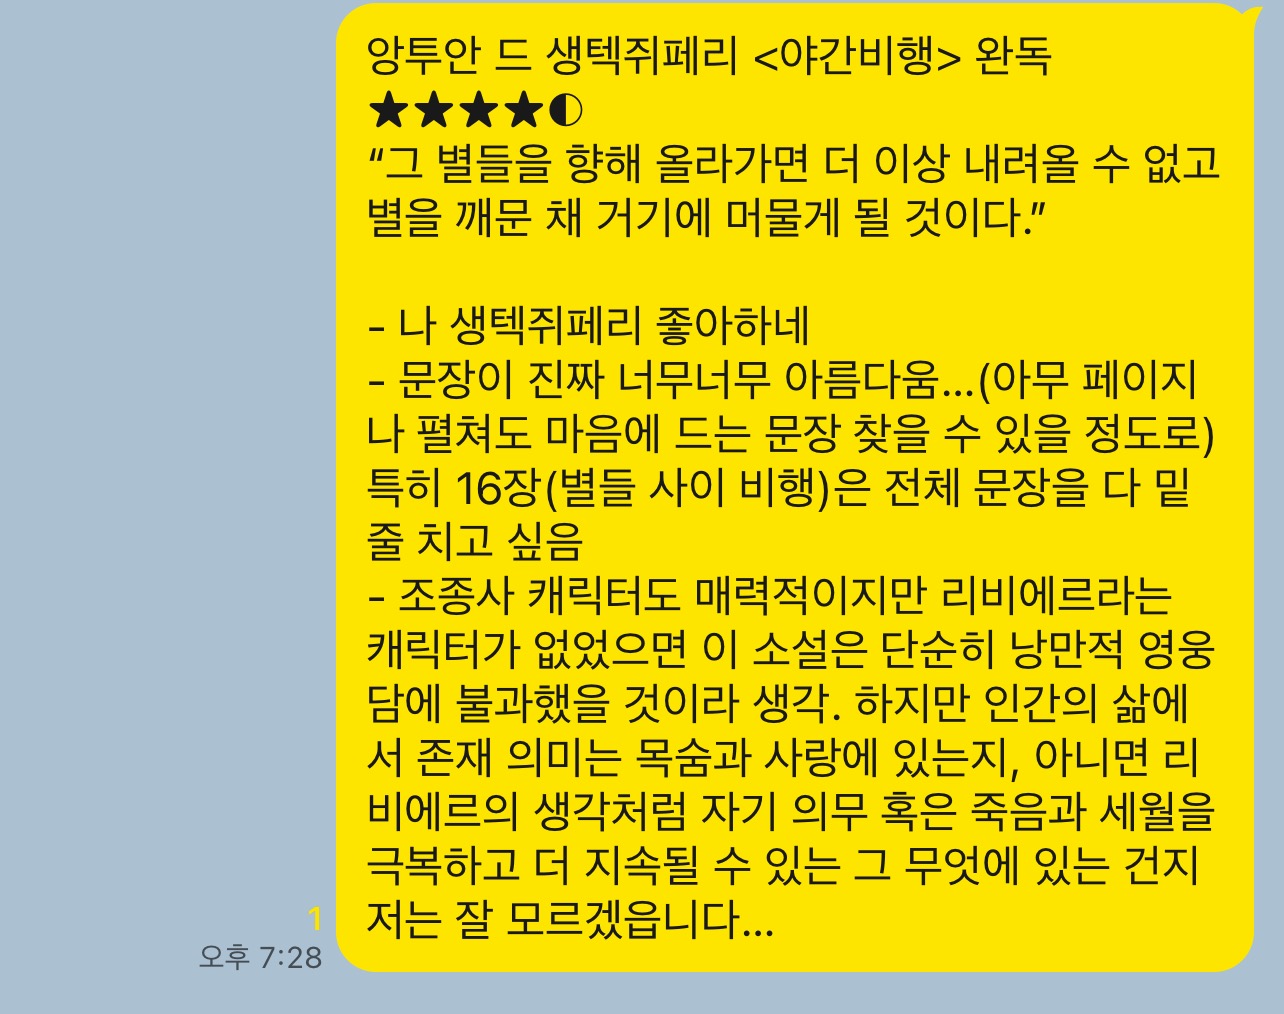 앙투안 드 생텍쥐페리 <야간비행> 완독
★★★★◐
“그 별들을 향해 올라가면 더 이상 내려올 수 없고
별을 깨문 채 거기에 머물게 될 것이다.”
- 나 생텍쥐페리 좋아하네
- 문장이 진짜 너무너무 아름다움...(아무 페이지
나 펼쳐도 마음에 드는 문장 찾을 수 있을 정도로)
특히 16장(별들 사이 비행)은 전체 문장을 다 밑
줄 치고 싶음
- 조종사 캐릭터도 매력적이지만 리비에르라는
캐릭터가 없었으면 이 소설은 단순히 낭만적 영웅
담에 불과했을 것이라 생각. 하지만 인간의 삶에
서 존재 의미는 목숨과 사랑에 있는지, 아니면 리
비에르의 생각처럼 자기 의무 혹은 죽음과 세월을
극복하고 더 지속될 수 있는 그 무엇에 있는 건지
저는 잘 모르겠읍니다...
1
오후 7:28